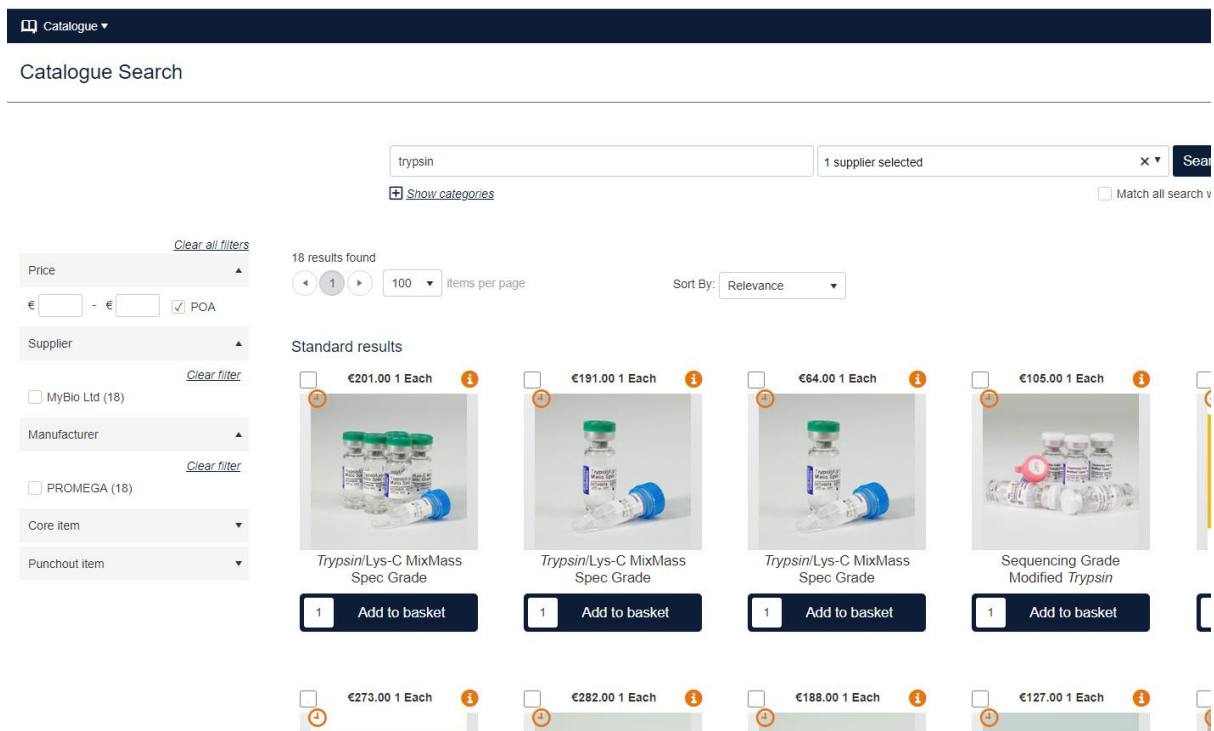 Catalogue ▾
Catalogue Search
trypsin
1 supplier selected
Show categories
Match all search
Clear all filters
Price
€ - € POA
Supplier
Clear filter
MyBio Ltd (18)
Manufacturer
Clear filter
PROMEGA (18)
Core item
Punchout item
18 results found
1 100 items per page
Sort By: Relevance
Standard results
€201.00 1 Each
€191.00 1 Each
€64.00 1 Each
€105.00 1 Each
Trypsin/Lys-C MixMass
Spec Grade
Trypsin/Lys-C MixMass
Spec Grade
Trypsin/Lys-C MixMass
Spec Grade
Sequencing Grade
Modified Trypsin
1 Add to basket
1 Add to basket
1 Add to basket
1 Add to basket
€273.00 1 Each
€282.00 1 Each
€188.00 1 Each
€127.00 1 Each